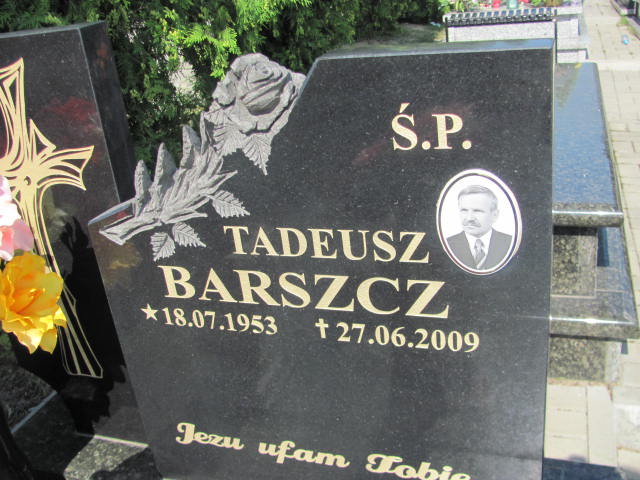 Ś.P.
TADEUSZ
BARSZCZ
★18.07.1953 ✝27.06.2009
Jezu ufam Tobie